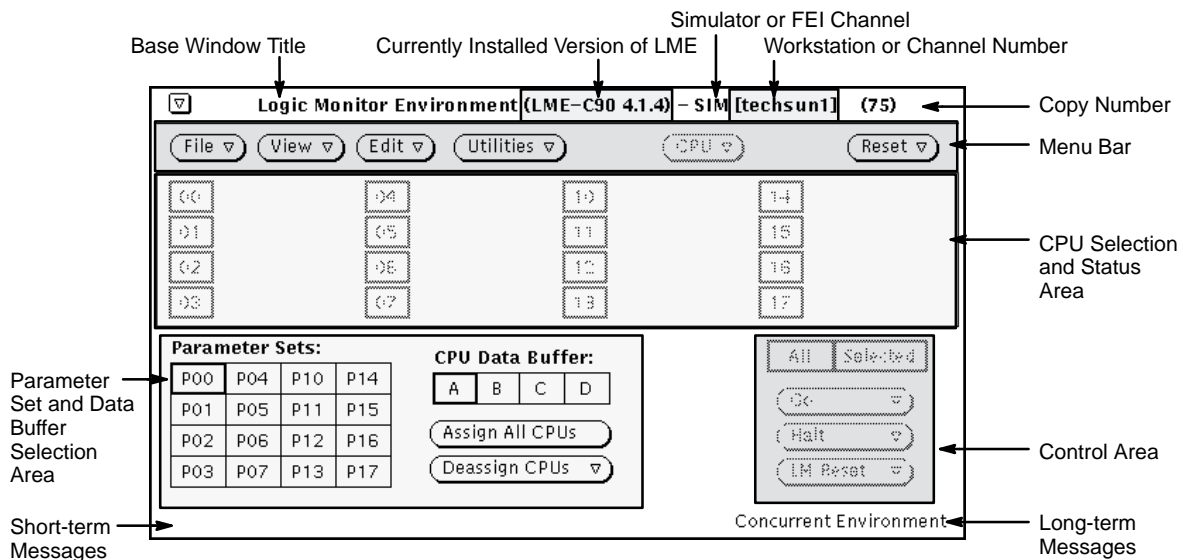 Simulator or FEI Channel
Base Window Title
Currently Installed Version of LME
Workstation or Channel Number
Logic Monitor Environment (LME–C90 4.1.4) – SIM [techsun1] (75)
Copy Number
File View Edit Utilities CPU Reset
Menu Bar
00 04 10 14
01 05 11 15
02 06 12 16
03 07 13 17
CPU Selection
and Status
Area
Parameter Sets:
P00 P04 P10 P14
P01 P05 P11 P15
P02 P06 P12 P16
P03 P07 P13 P17
CPU Data Buffer:
A B C D
Assign All CPUs
Deassign CPUs
All Selected
Go
Halt
LM Reset
Parameter
Set and Data
Buffer
Selection
Area
Control Area
Short-term
Messages
Concurrent Environment
Long-term
Messages